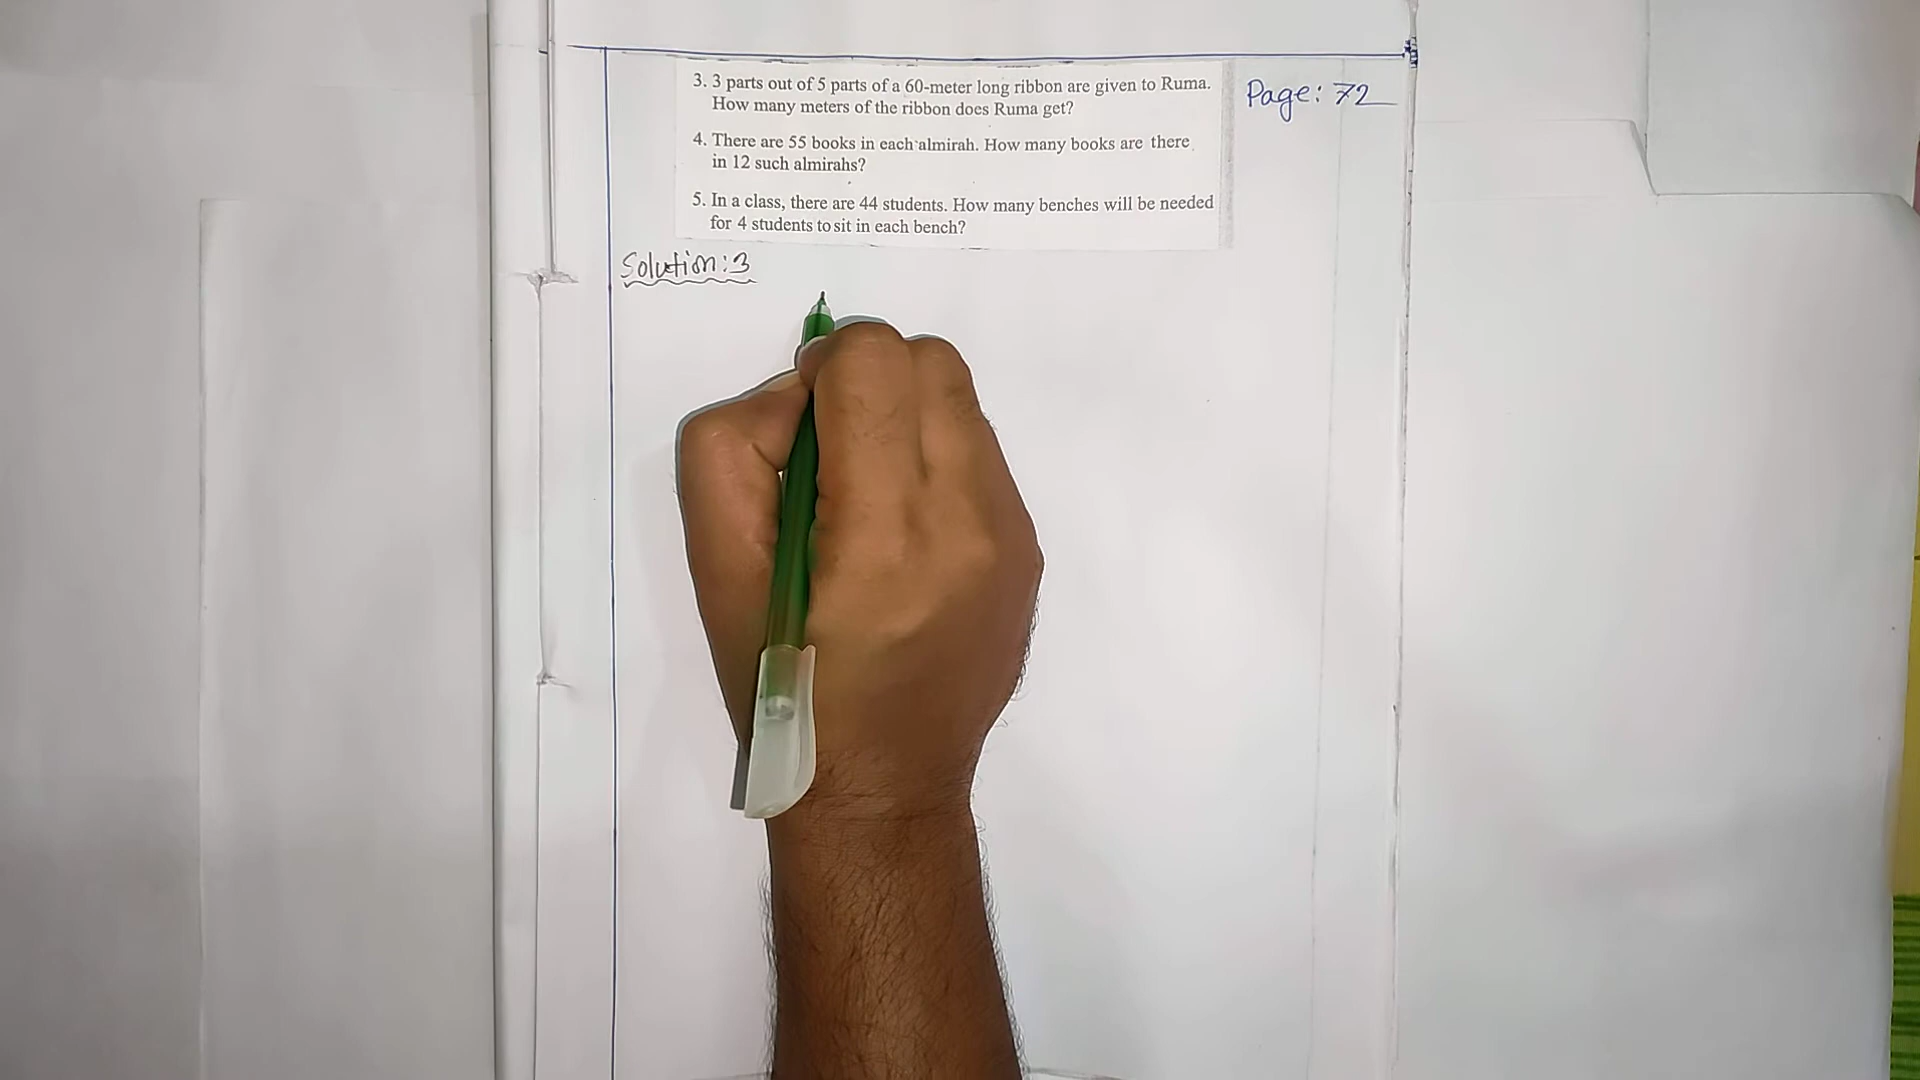 3. 3 parts out of 5 parts of a 60-meter long ribbon are given to Ruma.
How many meters of the ribbon does Ruma get?
4. There are 55 books in each almirah. How many books are there
in 12 such almirahs?
5. In a class, there are 44 students. How many benches will be needed
for 4 students to sit in each bench?
Page: 72
Solution: 3